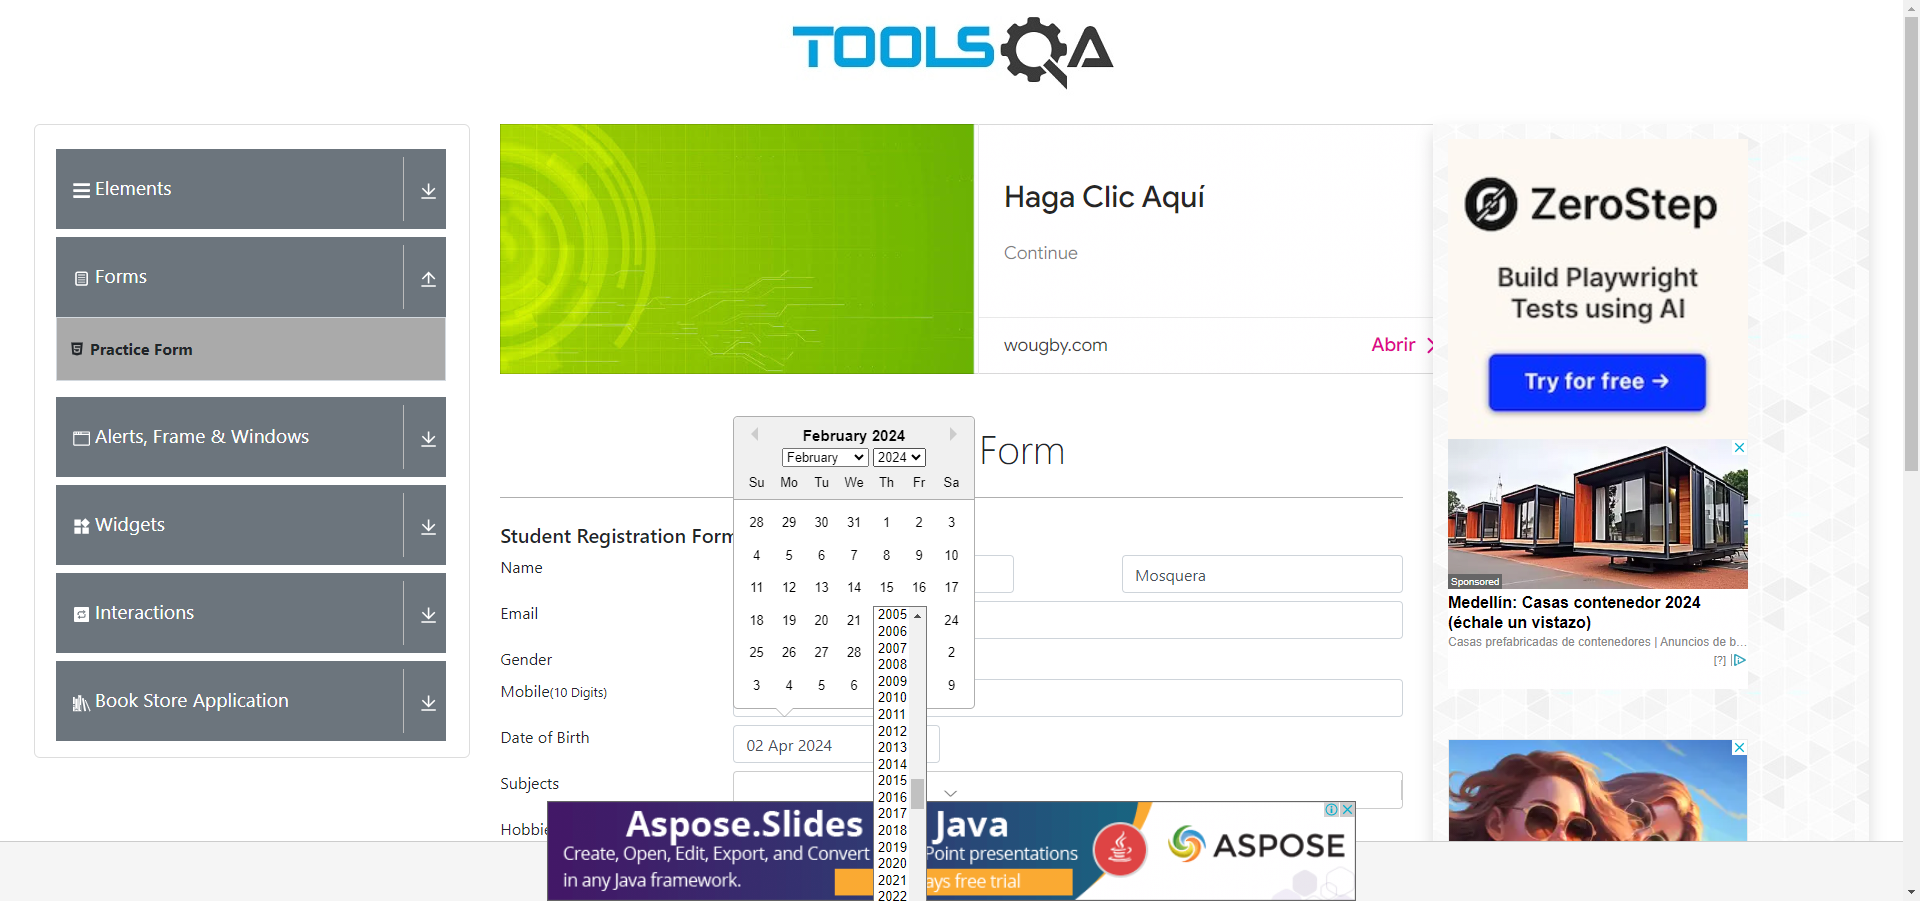 TOOLSQA
Elements
Forms
Practice Form
Alerts, Frame & Windows
Widgets
Interactions
Book Store Application
Haga Clic Aquí
Continue
wougby.com
Abrir
Form
Student Registration Form
Name
Mosquera
Email
Gender
Mobile(10 Digits)
Date of Birth
02 Apr 2024
Subjects
February 2024
February 2024
Su Mo Tu We Th Fr Sa
28 29 30 31 1 2 3
4 5 6 7 8 9 10
11 12 13 14 15 16 17
18 19 20 21 24
25 26 27 28 2
3 4 5 6 9
2005
2006
2007
2008
2009
2010
2011
2012
2013
2014
2015
2016
2017
2018
2019
2020
2021
2022
Aspose.Slides Java
Create, Open, Edit, Export, and Convert Point presentations
in any Java framework. ays free trial
ASPOSE
ZeroStep
Build Playwright
Tests using AI
Try for free →
Sponsored
Medellín: Casas contenedor 2024
(échale un vistazo)
Casas prefabricadas de contenedores | Anuncios de b...
[?]